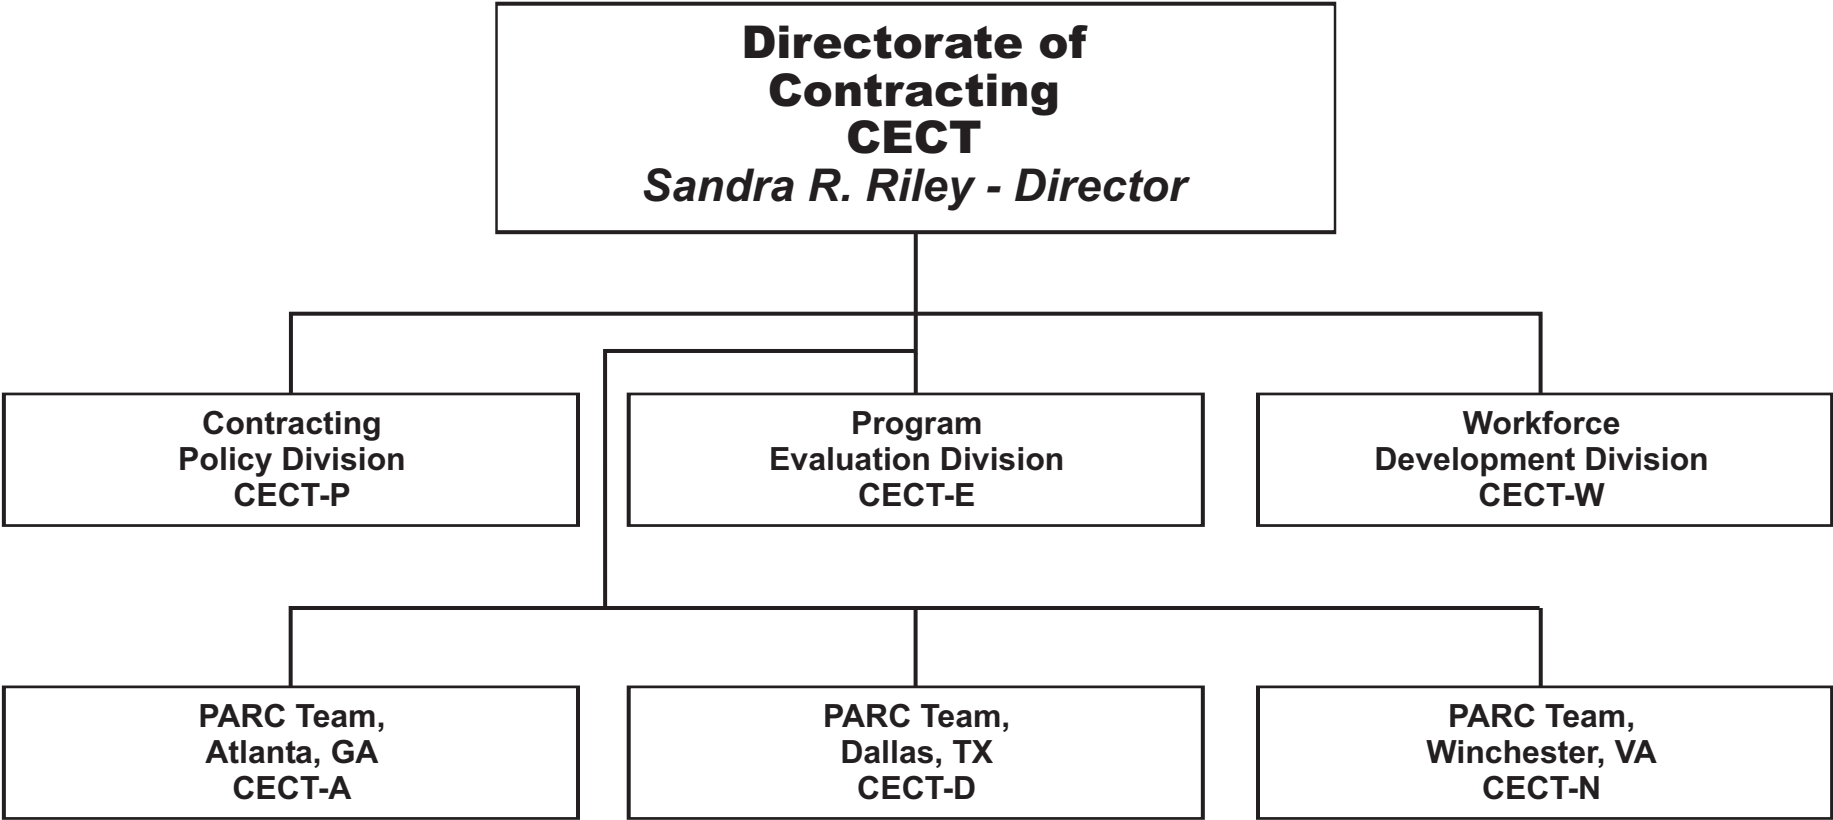 Directorate of
Contracting
CECT
Sandra R. Riley - Director
Contracting
Policy Division
CECT-P
Program
Evaluation Division
CECT-E
Workforce
Development Division
CECT-W
PARC Team,
Atlanta, GA
CECT-A
PARC Team,
Dallas, TX
CECT-D
PARC Team,
Winchester, VA
CECT-N